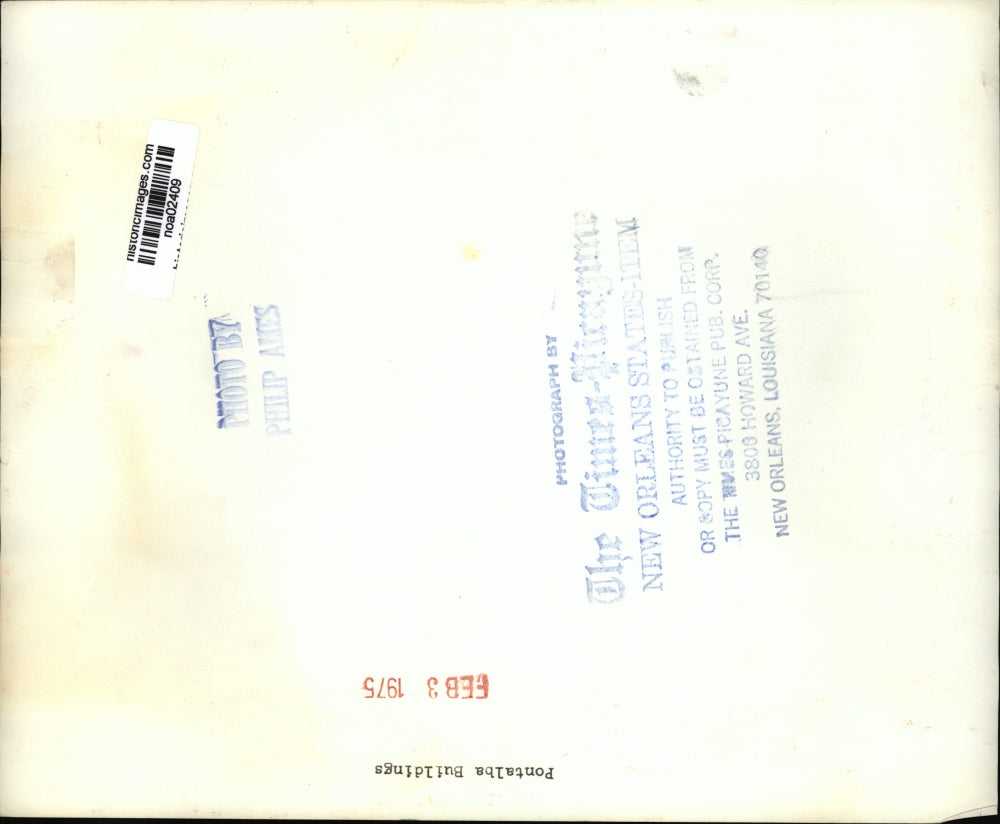 historicimages.com
noa02409
PHOTO BY
PHILIP AMES
PHOTOGRAPH BY
The Times-Picayune
NEW ORLEANS STATES-ITEM
AUTHORITY TO PUBLISH
OR COPY MUST BE OBTAINED FROM
THE TIMES-PICAYUNE PUB. CORP.
3800 HOWARD AVE.
NEW ORLEANS, LOUISIANA 70140
FEB 3 1975
Pontalba Buildings